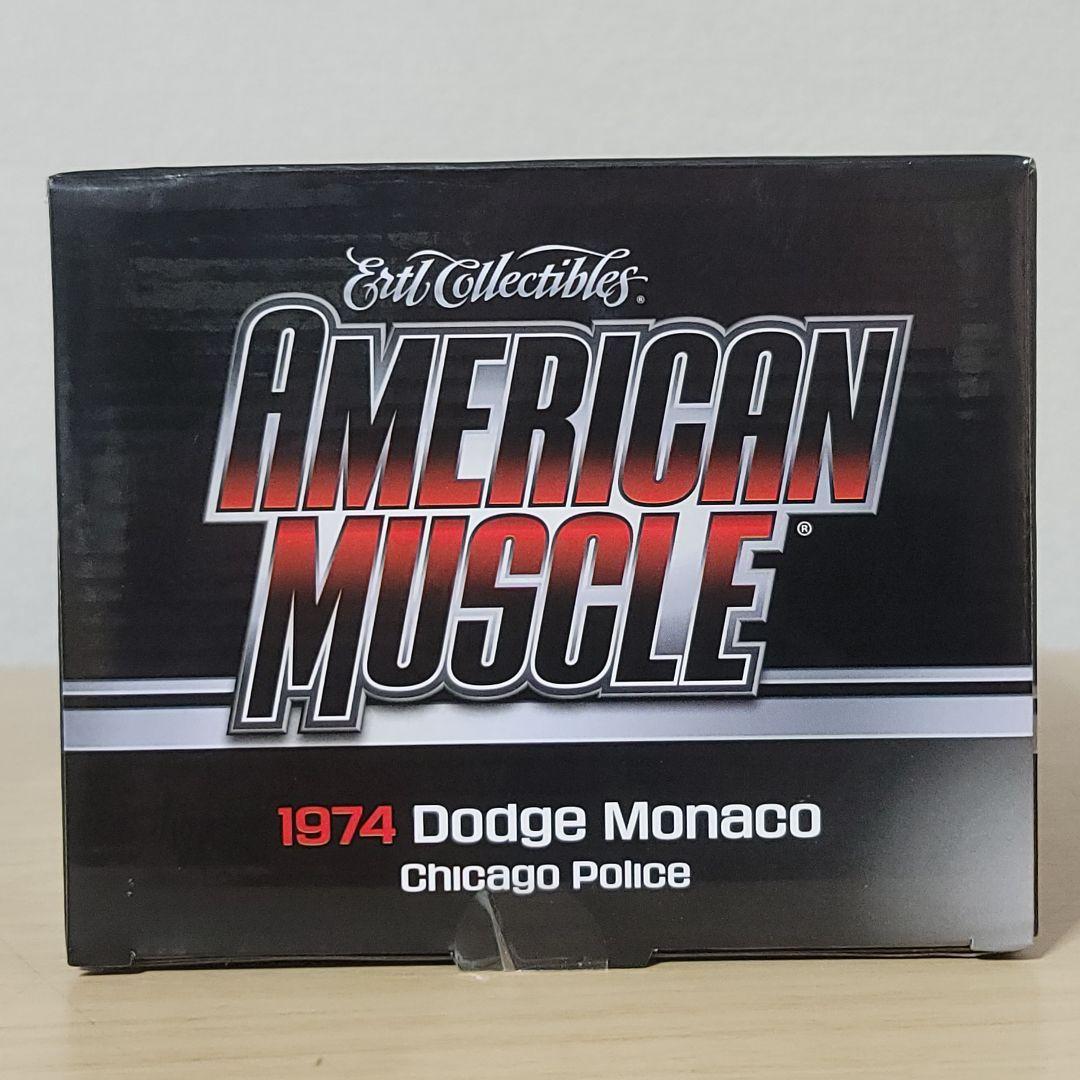 Ertl Collectibles®
AMERICAN
MUSCLE®
1974 Dodge Monaco
Chicago Police